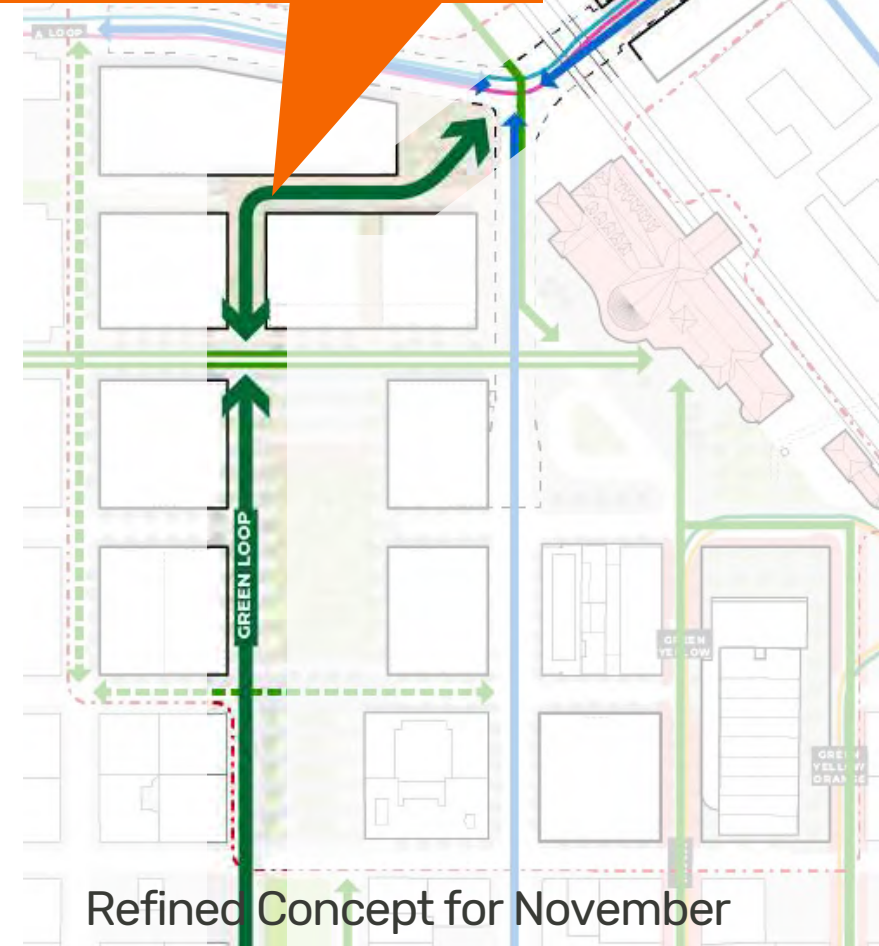 A LOOP
GREEN LOOP
GREEN
YELLOW
GREEN
YELLOW
ORANGE
Refined Concept for November